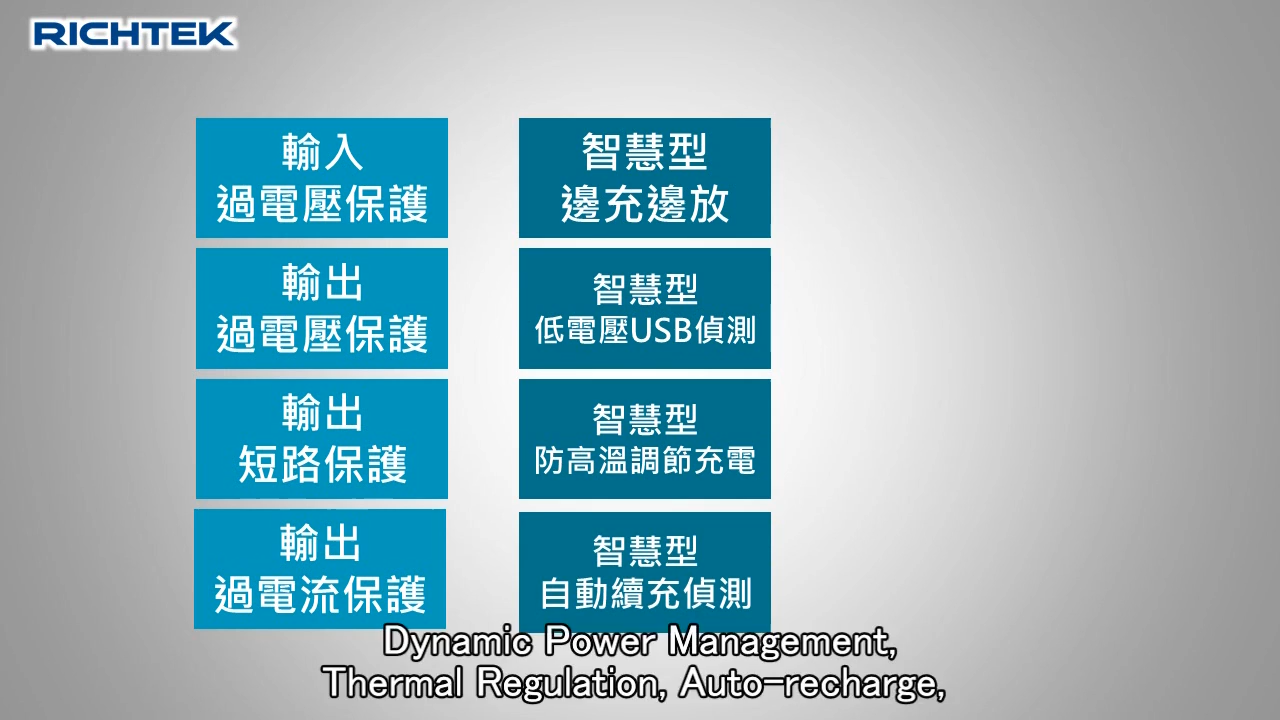 RICHTEK
輸入
過電壓保護
智慧型
邊充邊放
輸出
過電壓保護
智慧型
低電壓USB偵測
輸出
短路保護
智慧型
防高溫調節充電
輸出
過電流保護
智慧型
自動續充偵測
Dynamic Power Management,
Thermal Regulation, Auto-recharge,